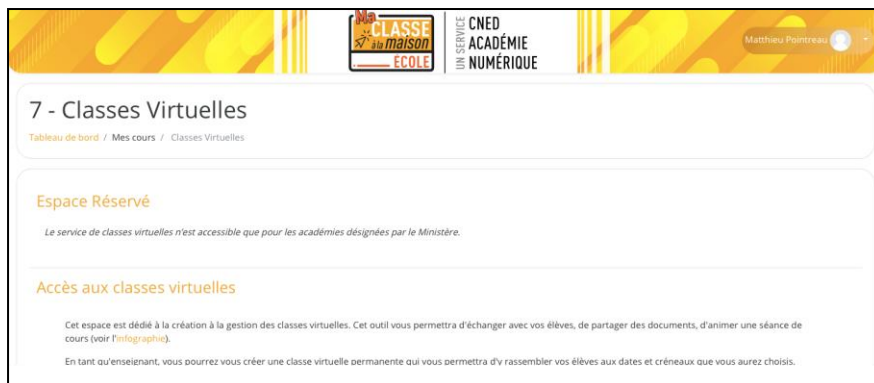 Ma
CLASSE
à la maison
ÉCOLE
UN SERVICE
CNED
ACADÉMIE
NUMÉRIQUE
Matthieu Pointreau
7 - Classes Virtuelles
Tableau de bord / Mes cours / Classes Virtuelles
Espace Réservé
Le service de classes virtuelles n'est accessible que pour les académies désignées par le Ministère.
Accès aux classes virtuelles
Cet espace est dédié à la création à la gestion des classes virtuelles. Cet outil vous permettra d'échanger avec vos élèves, de partager des documents, d'animer une séance de
cours (voir l'infographie).
En tant qu'enseignant, vous pourrez vous créer une classe virtuelle permanente qui vous permettra d'y rassembler vos élèves aux dates et créneaux que vous aurez choisis.